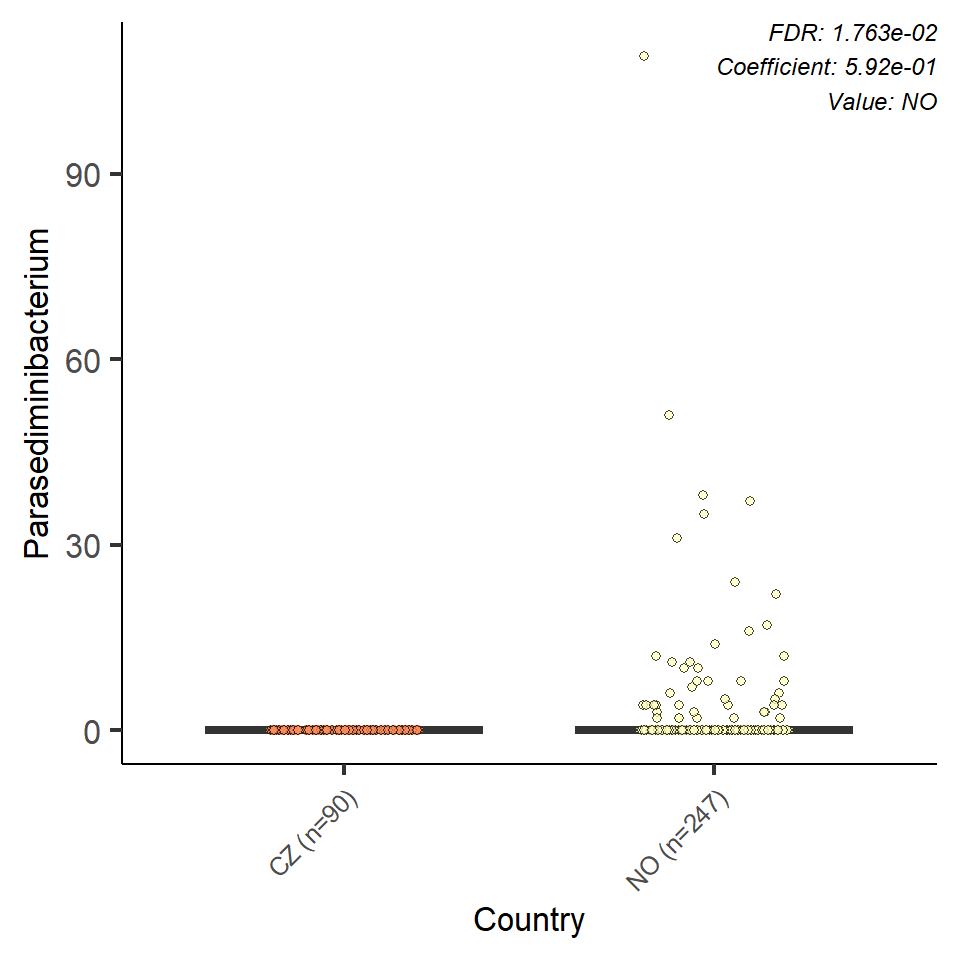 FDR: 1.763e-02
Coefficient: 5.92e-01
Value: NO
Parasediminibacterium
90
60
30
0
CZ (n=90)
NO (n=247)
Country